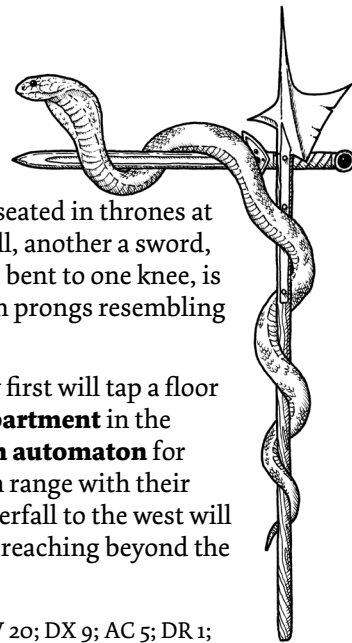 seated in thrones at
ll, another a sword,
bent to one knee, is
n prongs resembling
first will tap a floor
partment in the
n automaton for
n range with their
erfall to the west will
reaching beyond the
V 20; DX 9; AC 5; DR 1;